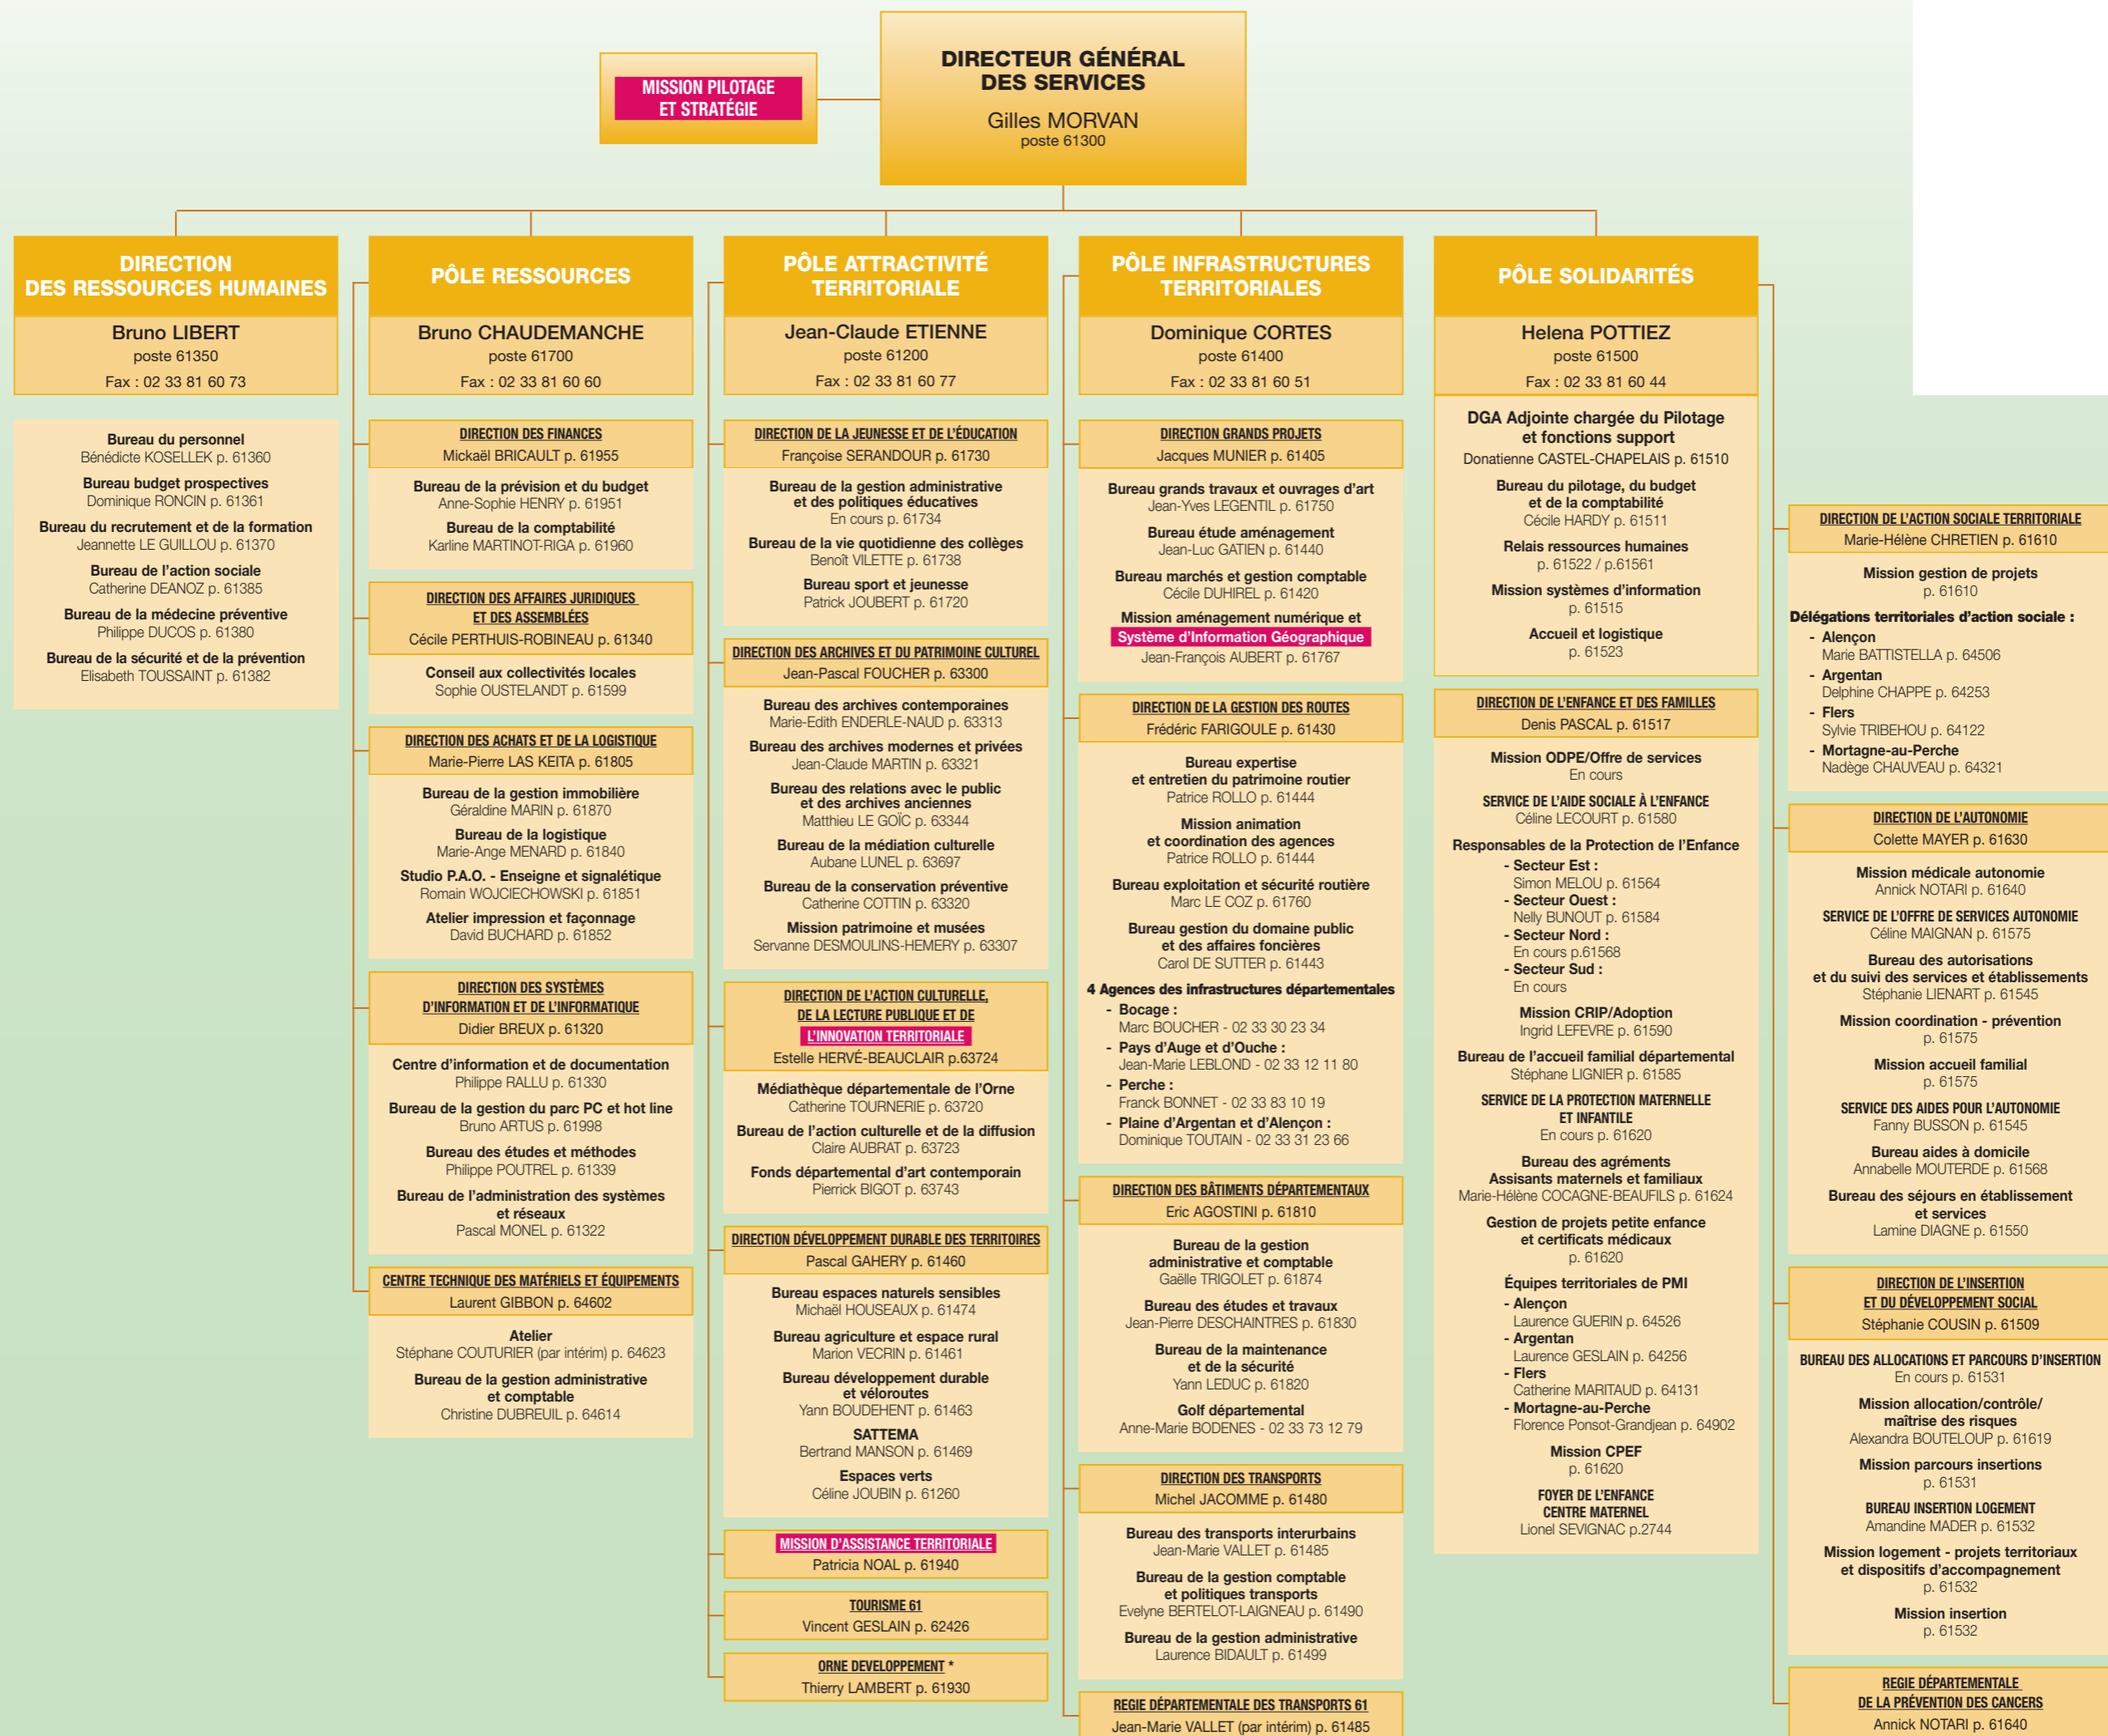 MISSION PILOTAGE
ET STRATÉGIE
DIRECTEUR GÉNÉRAL
DES SERVICES
Gilles MORVAN
poste 61300
DIRECTION
DES RESSOURCES HUMAINES
Bruno LIBERT
poste 61350
Fax : 02 33 81 60 73
Bureau du personnel
Bénédicte KOSELLEK p. 61360
Bureau budget prospectives
Dominique RONCIN p. 61361
Bureau du recrutement et de la formation
Jeannette LE GUILLOU p. 61370
Bureau de l'action sociale
Catherine DEANOZ p. 61385
Bureau de la médecine préventive
Philippe DUCOS p. 61380
Bureau de la sécurité et de la prévention
Elisabeth TOUSSAINT p. 61382
PÔLE RESSOURCES
Bruno CHAUDEMANCHE
poste 61700
Fax : 02 33 81 60 60
DIRECTION DES FINANCES
Mickaël BRICAULT p. 61955
Bureau de la prévision et du budget
Anne-Sophie HENRY p. 61951
Bureau de la comptabilité
Karline MARTINOT-RIGA p. 61960
DIRECTION DES AFFAIRES JURIDIQUES
ET DES ASSEMBLÉES
Cécile PERTHUIS-ROBINEAU p. 61340
Conseil aux collectivités locales
Sophie OUSTELANDT p. 61599
DIRECTION DES ACHATS ET DE LA LOGISTIQUE
Marie-Pierre LAS KEITA p. 61805
Bureau de la gestion immobilière
Géraldine MARIN p. 61870
Bureau de la logistique
Marie-Ange MENARD p. 61840
Studio P.A.O. - Enseigne et signalétique
Romain WOJCIECHOWSKI p. 61851
Atelier impression et façonnage
David BUCHARD p. 61852
DIRECTION DES SYSTÈMES
D'INFORMATION ET DE L'INFORMATIQUE
Didier BREUX p. 61320
Centre d'information et de documentation
Philippe RALLU p. 61330
Bureau de la gestion du parc PC et hot line
Bruno ARTUS p. 61998
Bureau des études et méthodes
Philippe POUTREL p. 61339
Bureau de l'administration des systèmes
et réseaux
Pascal MONEL p. 61322
CENTRE TECHNIQUE DES MATÉRIELS ET ÉQUIPEMENTS
Laurent GIBBON p. 64602
Atelier
Stéphane COUTURIER (par intérim) p. 64623
Bureau de la gestion administrative
et comptable
Christine DUBREUIL p. 64614
PÔLE ATTRACTIVITÉ
TERRITORIALE
Jean-Claude ETIENNE
poste 61200
Fax : 02 33 81 60 77
DIRECTION DE LA JEUNESSE ET DE L'ÉDUCATION
Françoise SERANDOUR p. 61730
Bureau de la gestion administrative
et des politiques éducatives
En cours p. 61734
Bureau de la vie quotidienne des collèges
Benoît VILETTE p. 61738
Bureau sport et jeunesse
Patrick JOUBERT p. 61720
DIRECTION DES ARCHIVES ET DU PATRIMOINE CULTUREL
Jean-Pascal FOUCHER p. 63300
Bureau des archives contemporaines
Marie-Edith ENDERLE-NAUD p. 63313
Bureau des archives modernes et privées
Jean-Claude MARTIN p. 63321
Bureau des relations avec le public
et des archives anciennes
Matthieu LE GOÏC p. 63344
Bureau de la médiation culturelle
Aubane LUNEL p. 63697
Bureau de la conservation préventive
Catherine COTTIN p. 63320
Mission patrimoine et musées
Servanne DESMOULINS-HEMERY p. 63307
DIRECTION DE L'ACTION CULTURELLE,
DE LA LECTURE PUBLIQUE ET DE
L'INNOVATION TERRITORIALE
Estelle HERVÉ-BEAUCLAIR p.63724
Médiathèque départementale de l'Orne
Catherine TOURNERIE p. 63720
Bureau de l'action culturelle et de la diffusion
Claire AUBRAT p. 63723
Fonds départemental d'art contemporain
Pierrick BIGOT p. 63743
DIRECTION DÉVELOPPEMENT DURABLE DES TERRITOIRES
Pascal GAHERY p. 61460
Bureau espaces naturels sensibles
Michaël HOUSEAUX p. 61474
Bureau agriculture et espace rural
Marion VECRIN p. 61461
Bureau développement durable
et véloroutes
Yann BOUDEHENT p. 61463
SATTEMA
Bertrand MANSON p. 61469
Espaces verts
Céline JOUBIN p. 61260
MISSION D'ASSISTANCE TERRITORIALE
Patricia NOAL p. 61940
TOURISME 61
Vincent GESLAIN p. 62426
ORNE DEVELOPPEMENT *
Thierry LAMBERT p. 61930
PÔLE INFRASTRUCTURES
TERRITORIALES
Dominique CORTES
poste 61400
Fax : 02 33 81 60 51
DIRECTION GRANDS PROJETS
Jacques MUNIER p. 61405
Bureau grands travaux et ouvrages d'art
Jean-Yves LEGENTIL p. 61750
Bureau étude aménagement
Jean-Luc GATIEN p. 61440
Bureau marchés et gestion comptable
Cécile DUHIREL p. 61420
Mission aménagement numérique et
Système d'Information Géographique
Jean-François AUBERT p. 61767
DIRECTION DE LA GESTION DES ROUTES
Frédéric FARIGOULE p. 61430
Bureau expertise
et entretien du patrimoine routier
Patrice ROLLO p. 61444
Mission animation
et coordination des agences
Patrice ROLLO p. 61444
Bureau exploitation et sécurité routière
Marc LE COZ p. 61760
Bureau gestion du domaine public
et des affaires foncières
Carol DE SUTTER p. 61443
4 Agences des infrastructures départementales
- Bocage :
Marc BOUCHER - 02 33 30 23 34
- Pays d'Auge et d'Ouche :
Jean-Marie LEBLOND - 02 33 12 11 80
- Perche :
Franck BONNET - 02 33 83 10 19
- Plaine d'Argentan et d'Alençon :
Dominique TOUTAIN - 02 33 31 23 66
DIRECTION DES BÂTIMENTS DÉPARTEMENTAUX
Eric AGOSTINI p. 61810
Bureau de la gestion
administrative et comptable
Gaëlle TRIGOLET p. 61874
Bureau des études et travaux
Jean-Pierre DESCHAINTRES p. 61830
Bureau de la maintenance
et de la sécurité
Yann LEDUC p. 61820
Golf départemental
Anne-Marie BODENES - 02 33 73 12 79
DIRECTION DES TRANSPORTS
Michel JACOMME p. 61480
Bureau des transports interurbains
Jean-Marie VALLET p. 61485
Bureau de la gestion comptable
et politiques transports
Evelyne BERTELOT-LAIGNEAU p. 61490
Bureau de la gestion administrative
Laurence BIDAULT p. 61499
REGIE DÉPARTEMENTALE DES TRANSPORTS 61
Jean-Marie VALLET (par intérim) p. 61485
PÔLE SOLIDARITÉS
Helena POTTIEZ
poste 61500
Fax : 02 33 81 60 44
DGA Adjointe chargée du Pilotage
et fonctions support
Donatienne CASTEL-CHAPELAIS p. 61510
Bureau du pilotage, du budget
et de la comptabilité
Cécile HARDY p. 61511
Relais ressources humaines
p. 61522 / p.61561
Mission systèmes d'information
p. 61515
Accueil et logistique
p. 61523
DIRECTION DE L'ENFANCE ET DES FAMILLES
Denis PASCAL p. 61517
Mission ODPE/Offre de services
En cours
SERVICE DE L'AIDE SOCIALE À L'ENFANCE
Céline LECOURT p. 61580
Responsables de la Protection de l'Enfance
- Secteur Est :
Simon MELOU p. 61564
- Secteur Ouest :
Nelly BUNOUT p. 61584
- Secteur Nord :
En cours p.61568
- Secteur Sud :
En cours
Mission CRIP/Adoption
Ingrid LEFEVRE p. 61590
Bureau de l'accueil familial départemental
Stéphane LIGNIER p. 61585
SERVICE DE LA PROTECTION MATERNELLE
ET INFANTILE
En cours p. 61620
Bureau des agréments
Assisants maternels et familiaux
Marie-Hélène COCAGNE-BEAUFILS p. 61624
Gestion de projets petite enfance
et certificats médicaux
p. 61620
Équipes territoriales de PMI
- Alençon
Laurence GUERIN p. 64526
- Argentan
Laurence GESLAIN p. 64256
- Flers
Catherine MARITAUD p. 64131
- Mortagne-au-Perche
Florence Ponsot-Grandjean p. 64902
Mission CPEF
p. 61620
FOYER DE L'ENFANCE
CENTRE MATERNEL
Lionel SEVIGNAC p.2744
DIRECTION DE L'ACTION SOCIALE TERRITORIALE
Marie-Hélène CHRETIEN p. 61610
Mission gestion de projets
p. 61610
Délégations territoriales d'action sociale :
- Alençon
Marie BATTISTELLA p. 64506
- Argentan
Delphine CHAPPE p. 64253
- Flers
Sylvie TRIBEHOU p. 64122
- Mortagne-au-Perche
Nadège CHAUVEAU p. 64321
DIRECTION DE L'AUTONOMIE
Colette MAYER p. 61630
Mission médicale autonomie
Annick NOTARI p. 61640
SERVICE DE L'OFFRE DE SERVICES AUTONOMIE
Céline MAIGNAN p. 61575
Bureau des autorisations
et du suivi des services et établissements
Stéphanie LIENART p. 61545
Mission coordination - prévention
p. 61575
Mission accueil familial
p. 61575
SERVICE DES AIDES POUR L'AUTONOMIE
Fanny BUSSON p. 61545
Bureau aides à domicile
Annabelle MOUTERDE p. 61568
Bureau des séjours en établissement
et services
Lamine DIAGNE p. 61550
DIRECTION DE L'INSERTION
ET DU DÉVELOPPEMENT SOCIAL
Stéphanie COUSIN p. 61509
BUREAU DES ALLOCATIONS ET PARCOURS D'INSERTION
En cours p. 61531
Mission allocation/contrôle/
maîtrise des risques
Alexandra BOUTELOUP p. 61619
Mission parcours insertions
p. 61531
BUREAU INSERTION LOGEMENT
Amandine MADER p. 61532
Mission logement - projets territoriaux
et dispositifs d'accompagnement
p. 61532
Mission insertion
p. 61532
REGIE DÉPARTEMENTALE
DE LA PRÉVENTION DES CANCERS
Annick NOTARI p. 61640